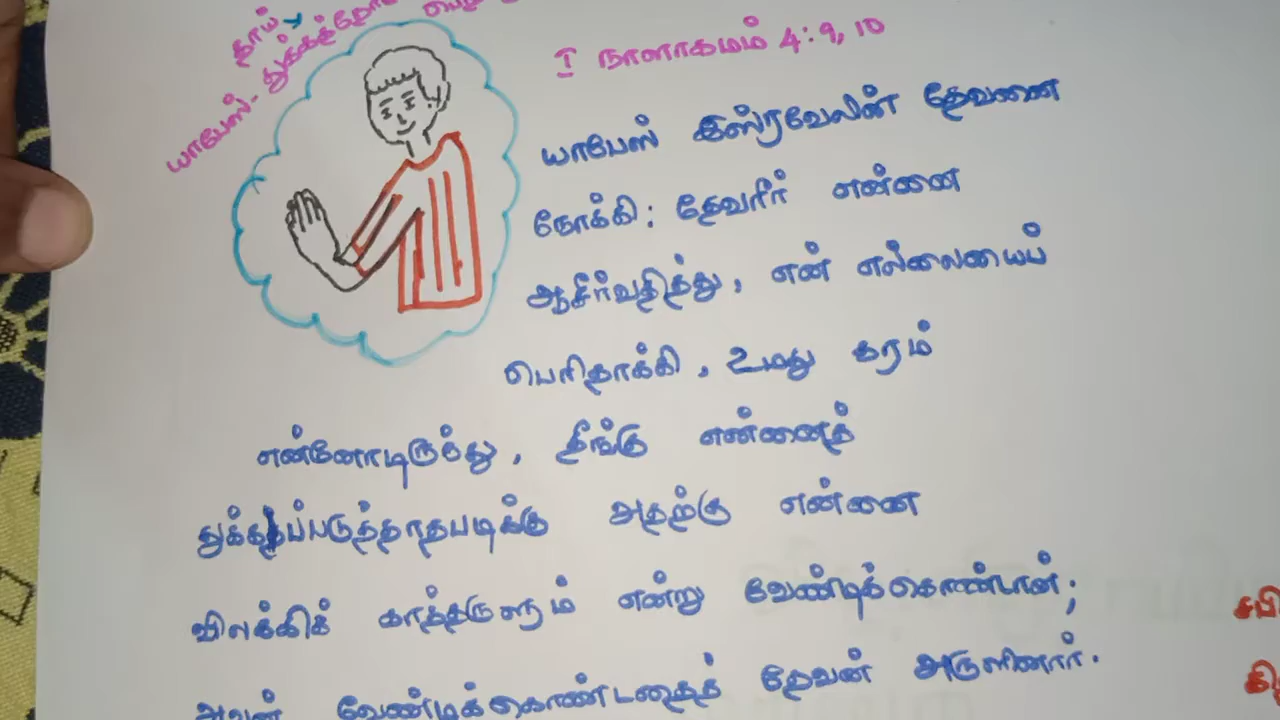 தாய்
யாபேஸ் - துக்கத்தோடு
I நாளாகமம் 4:9, 10
யாபேஸ் இஸ்ரவேலின் தேவனை
நோக்கி: தேவரீர் என்னை
ஆசீர்வதித்து, என் எல்லையைப்
பெரிதாக்கி, உமது கரம்
என்னோடிருந்து, தீங்கு என்னைத்
துக்கப்படுத்தாதபடிக்கு அதற்கு என்னை
விலக்கிக் காத்தருளும் என்று வேண்டிக்கொண்டான்;
அவன் வேண்டிக்கொண்டதைத் தேவன் அருளினார்.